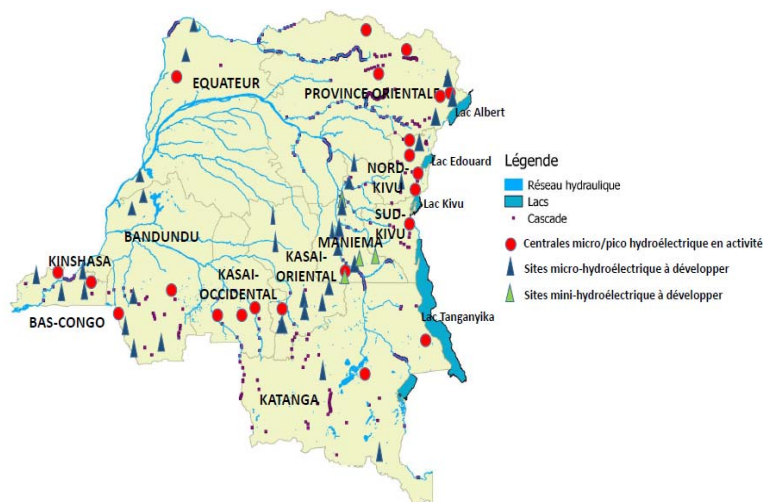 EQUATEUR
PROVINCE ORIENTALE
Lac Albert
Lac Edouard
NORD-
KIVU
Lac Kivu
SUD-
KIVU
MANIEMA
BANDUNDU
KINSHASA
KASAI-
ORIENTAL
KASAI-
OCCIDENTAL
BAS-CONGO
Lac Tanganyika
KATANGA
Légende
Réseau hydraulique
Lacs
Cascade
Centrales micro/pico hydroélectrique en activité
Sites micro-hydroélectrique à développer
Sites mini-hydroélectrique à développer